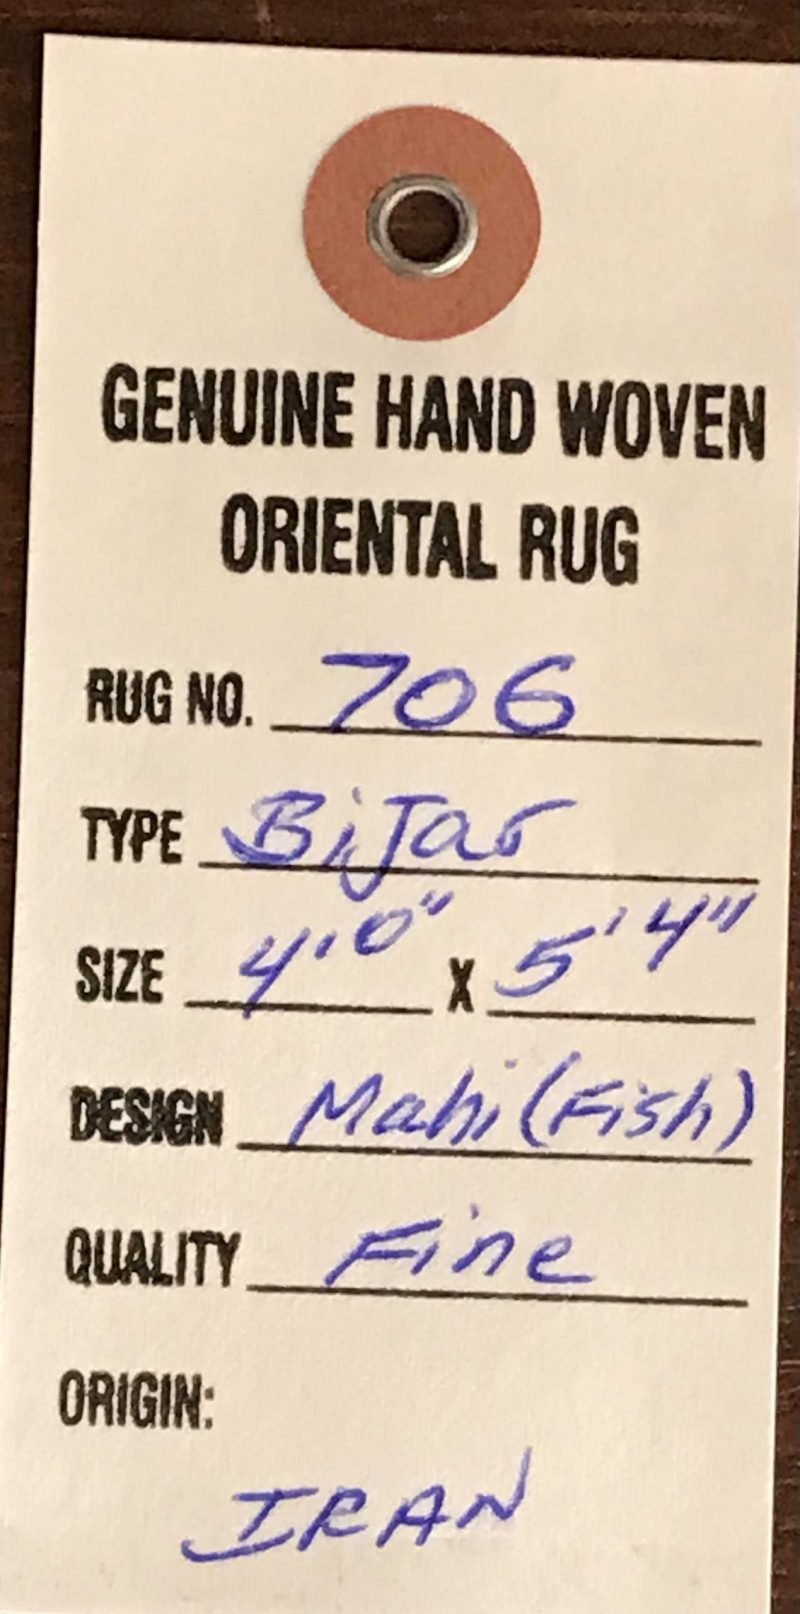 GENUINE HAND WOVEN
ORIENTAL RUG
RUG NO. 706
TYPE BiJar
SIZE 4'0" X 5'4"
DESIGN Mahi (Fish)
QUALITY Fine
ORIGIN:
IRAN